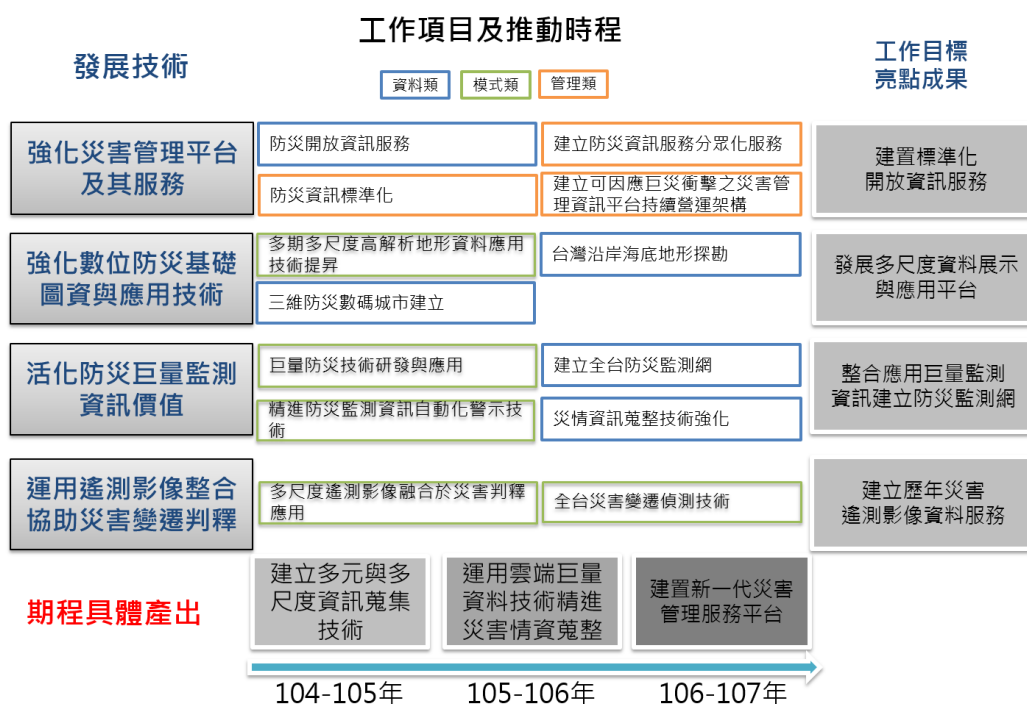 工作項目及推動時程
發展技術
工作目標
亮點成果
資料類
模式類
管理類
強化災害管理平台
及其服務
防災開放資訊服務
建立防災資訊服務分眾化服務
防災資訊標準化
建立可因應巨災衝擊之災害管
理資訊平台持續營運架構
建置標準化
開放資訊服務
強化數位防災基礎
圖資與應用技術
多期多尺度高解析地形資料應用
技術提昇
台灣沿岸海底地形探勘
三維防災數碼城市建立
發展多尺度資料展示
與應用平台
活化防災巨量監測
資訊價值
巨量防災技術研發與應用
建立全台防災監測網
精進防災監測資訊自動化警示技
術
災情資訊蒐整技術強化
整合應用巨量監測
資訊建立防災監測網
運用遙測影像整合
協助災害變遷判釋
多尺度遙測影像融合於災害判釋
應用
全台災害變遷偵測技術
建立歷年災害
遙測影像資料服務
期程具體產出
建立多元與多
尺度資訊蒐集
技術
運用雲端巨量
資料技術精進
災害情資蒐整
建置新一代災害
管理服務平台
104-105年
105-106年
106-107年